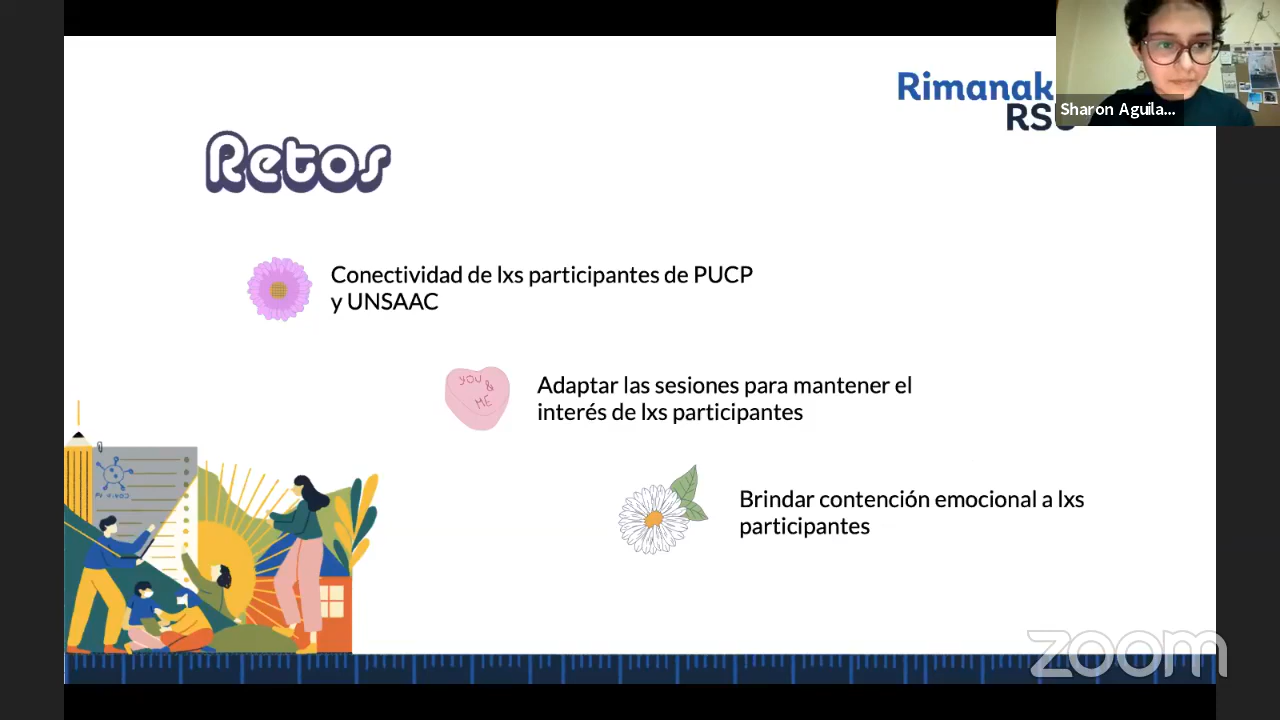 Rimanak
RSU
Sharon Aguila...
Retos
Conectividad de lxs participantes de PUCP
y UNSAAC
YOU
&
ME
Adaptar las sesiones para mantener el
interés de lxs participantes
Brindar contención emocional a lxs
participantes
zoom